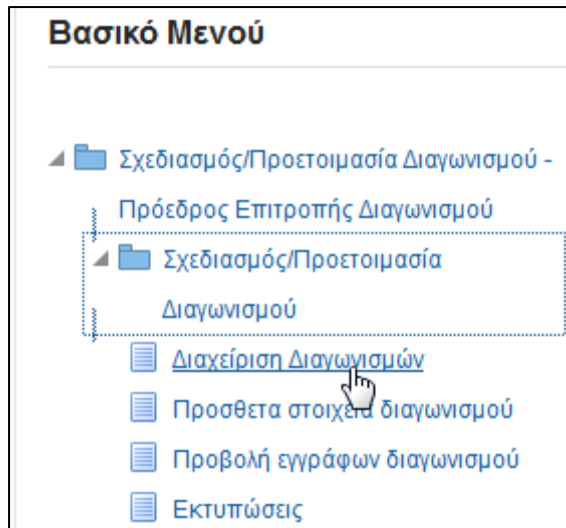 Βασικό Μενού
Σχεδιασμός/Προετοιμασία Διαγωνισμού -
Πρόεδρος Επιτροπής Διαγωνισμού
Σχεδιασμός/Προετοιμασία
Διαγωνισμού
Διαχείριση Διαγωνισμών
Προσθετα στοιχεία διαγωνισμού
Προβολή εγγράφων διαγωνισμού
Εκτυπώσεις